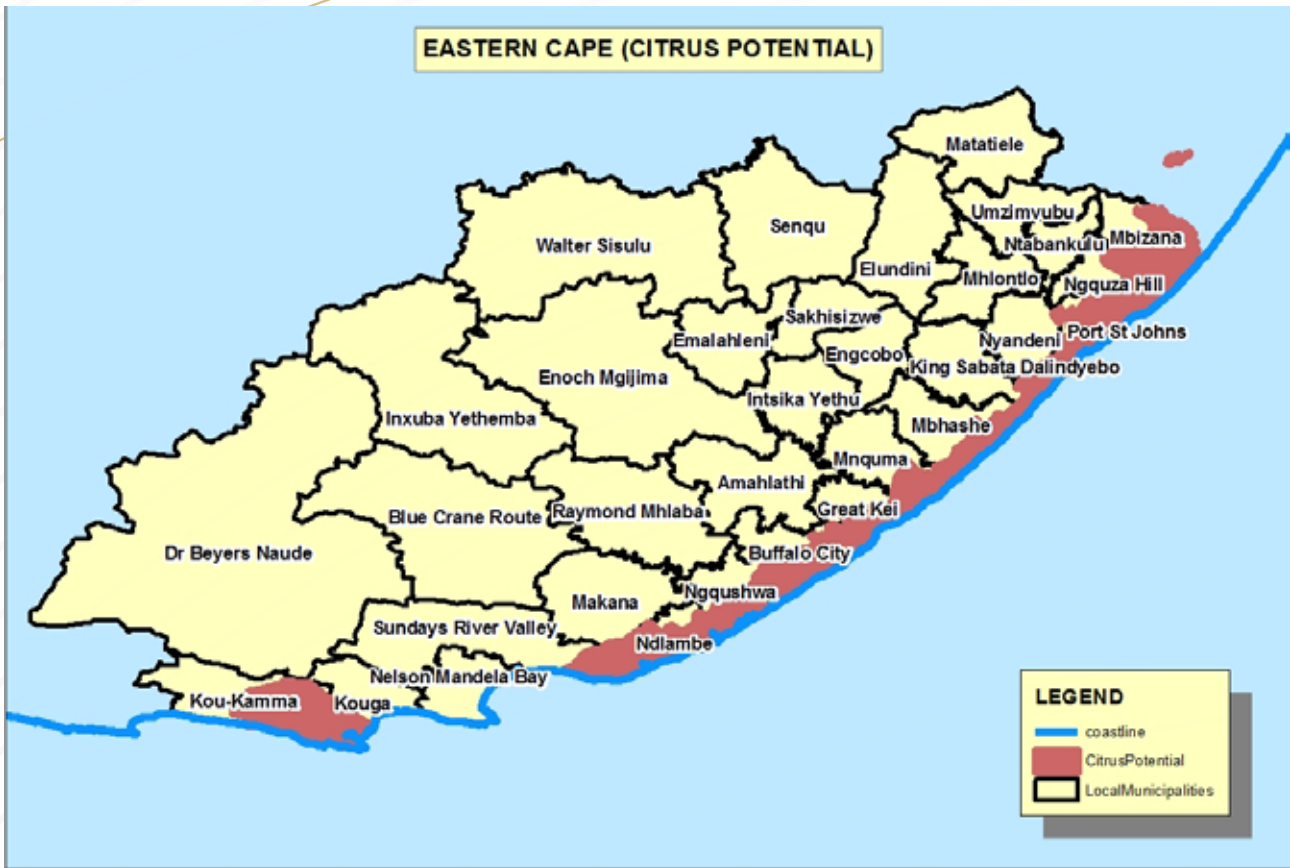 EASTERN CAPE (CITRUS POTENTIAL)
Matatiele
Umzimvubu
Senqu
Walter Sisulu
Ntabankulu
Mbizana
Elundini
Mhlontlo
Ngquza Hill
Sakhisizwe
Emalahleni
Nyandeni
Port St Johns
Engcobo
King Sabata Dalindyebo
Enoch Mgijima
Intsika Yethu
Inxuba Yethemba
Mbhashe
Mnquma
Amahlathi
Great Kei
Raymond Mhlaba
Blue Crane Route
Dr Beyers Naude
Buffalo City
Ngqushwa
Makana
Sundays River Valley
Ndlambe
Nelson Mandela Bay
Kou-Kamma
Kouga
LEGEND
coastline
CitrusPotential
LocalMunicipalities